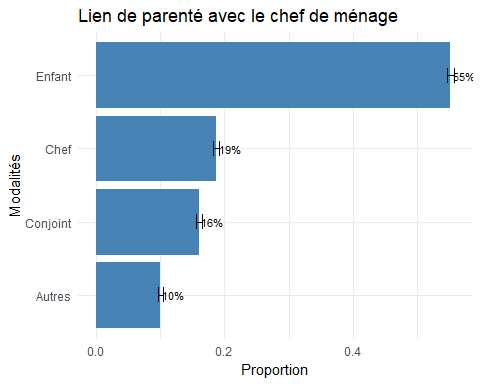 Lien de parenté avec le chef de ménage
Enfant
55%
Chef
19%
Conjoint
16%
Autres
10%
Modalités
0.0
0.2
0.4
Proportion